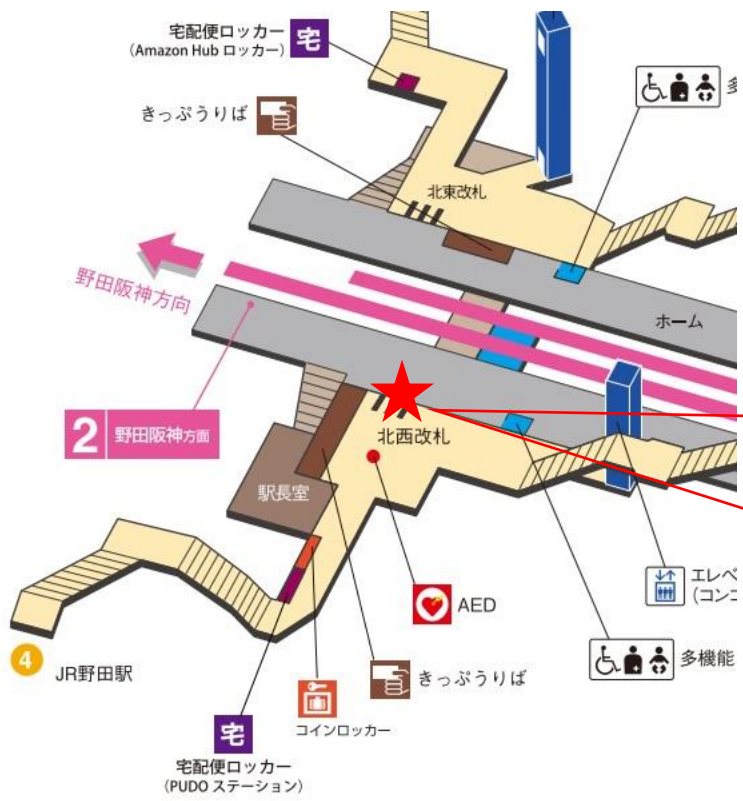 宅配便ロッカー
（Amazon Hub ロッカー）
宅
きっぷうりば
北東改札
野田阪神方向
ホーム
2 野田阪神方面
北西改札
駅長室
AED
4
JR野田駅
きっぷうりば
コインロッカー
宅
宅配便ロッカー
（PUDO ステーション）
エレベ
（コンコ
多機能